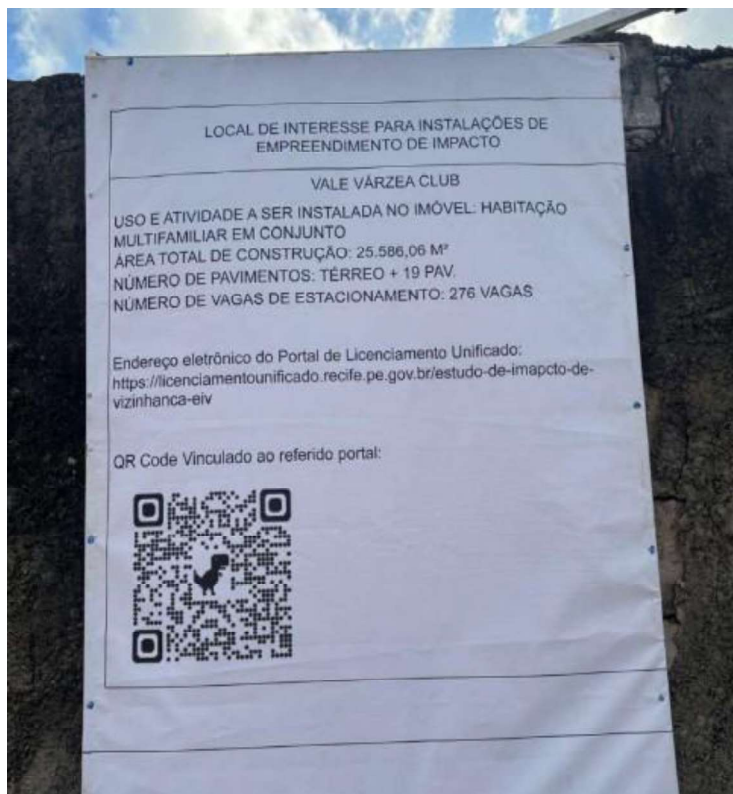 LOCAL DE INTERESSE PARA INSTALAÇÕES DE
EMPREENDIMENTO DE IMPACTO
VALE VÁRZEA CLUB
USO E ATIVIDADE A SER INSTALADA NO IMÓVEL: HABITAÇÃO
MULTIFAMILIAR EM CONJUNTO
ÁREA TOTAL DE CONSTRUÇÃO: 25.586,06 M²
NÚMERO DE PAVIMENTOS: TÉRREO + 19 PAV.
NÚMERO DE VAGAS DE ESTACIONAMENTO: 276 VAGAS
Endereço eletrônico do Portal de Licenciamento Unificado:
https://licenciamentounificado.recife.pe.gov.br/estudo-de-imapcto-de-
vizinhanca-eiv
QR Code Vinculado ao referido portal: